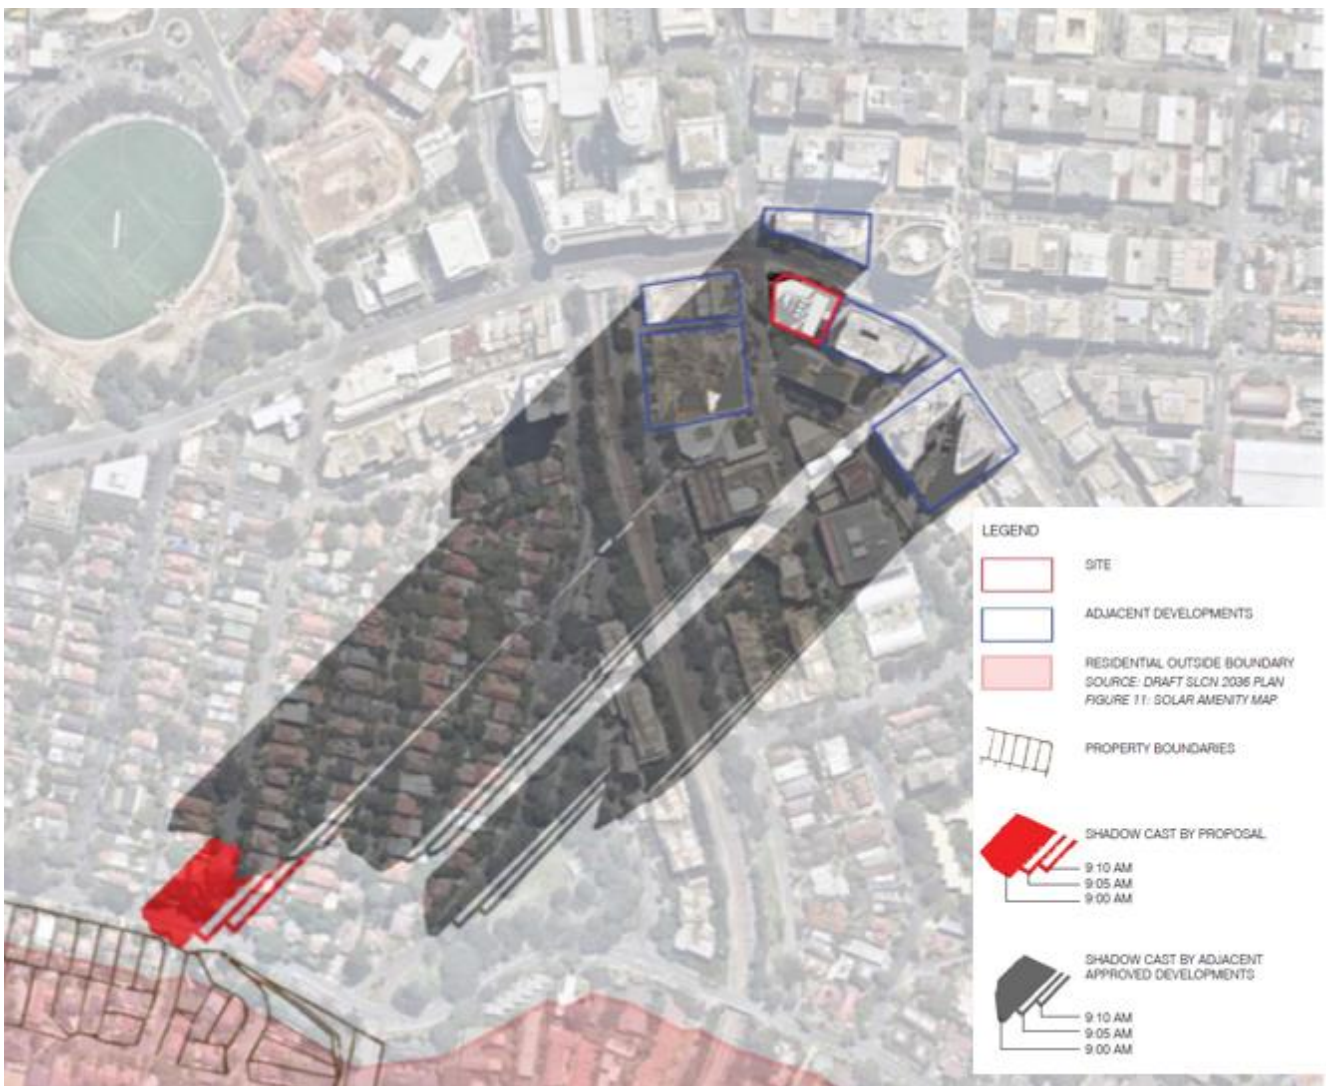 LEGEND
SITE
ADJACENT DEVELOPMENTS
RESIDENTIAL OUTSIDE BOUNDARY
SOURCE: DRAFT SLCN 2036 PLAN
FIGURE 11: SOLAR AMENITY MAP
PROPERTY BOUNDARIES
SHADOW CAST BY PROPOSAL
9:10 AM
9:05 AM
9:00 AM
SHADOW CAST BY ADJACENT
APPROVED DEVELOPMENTS
9:10 AM
9:05 AM
9:00 AM